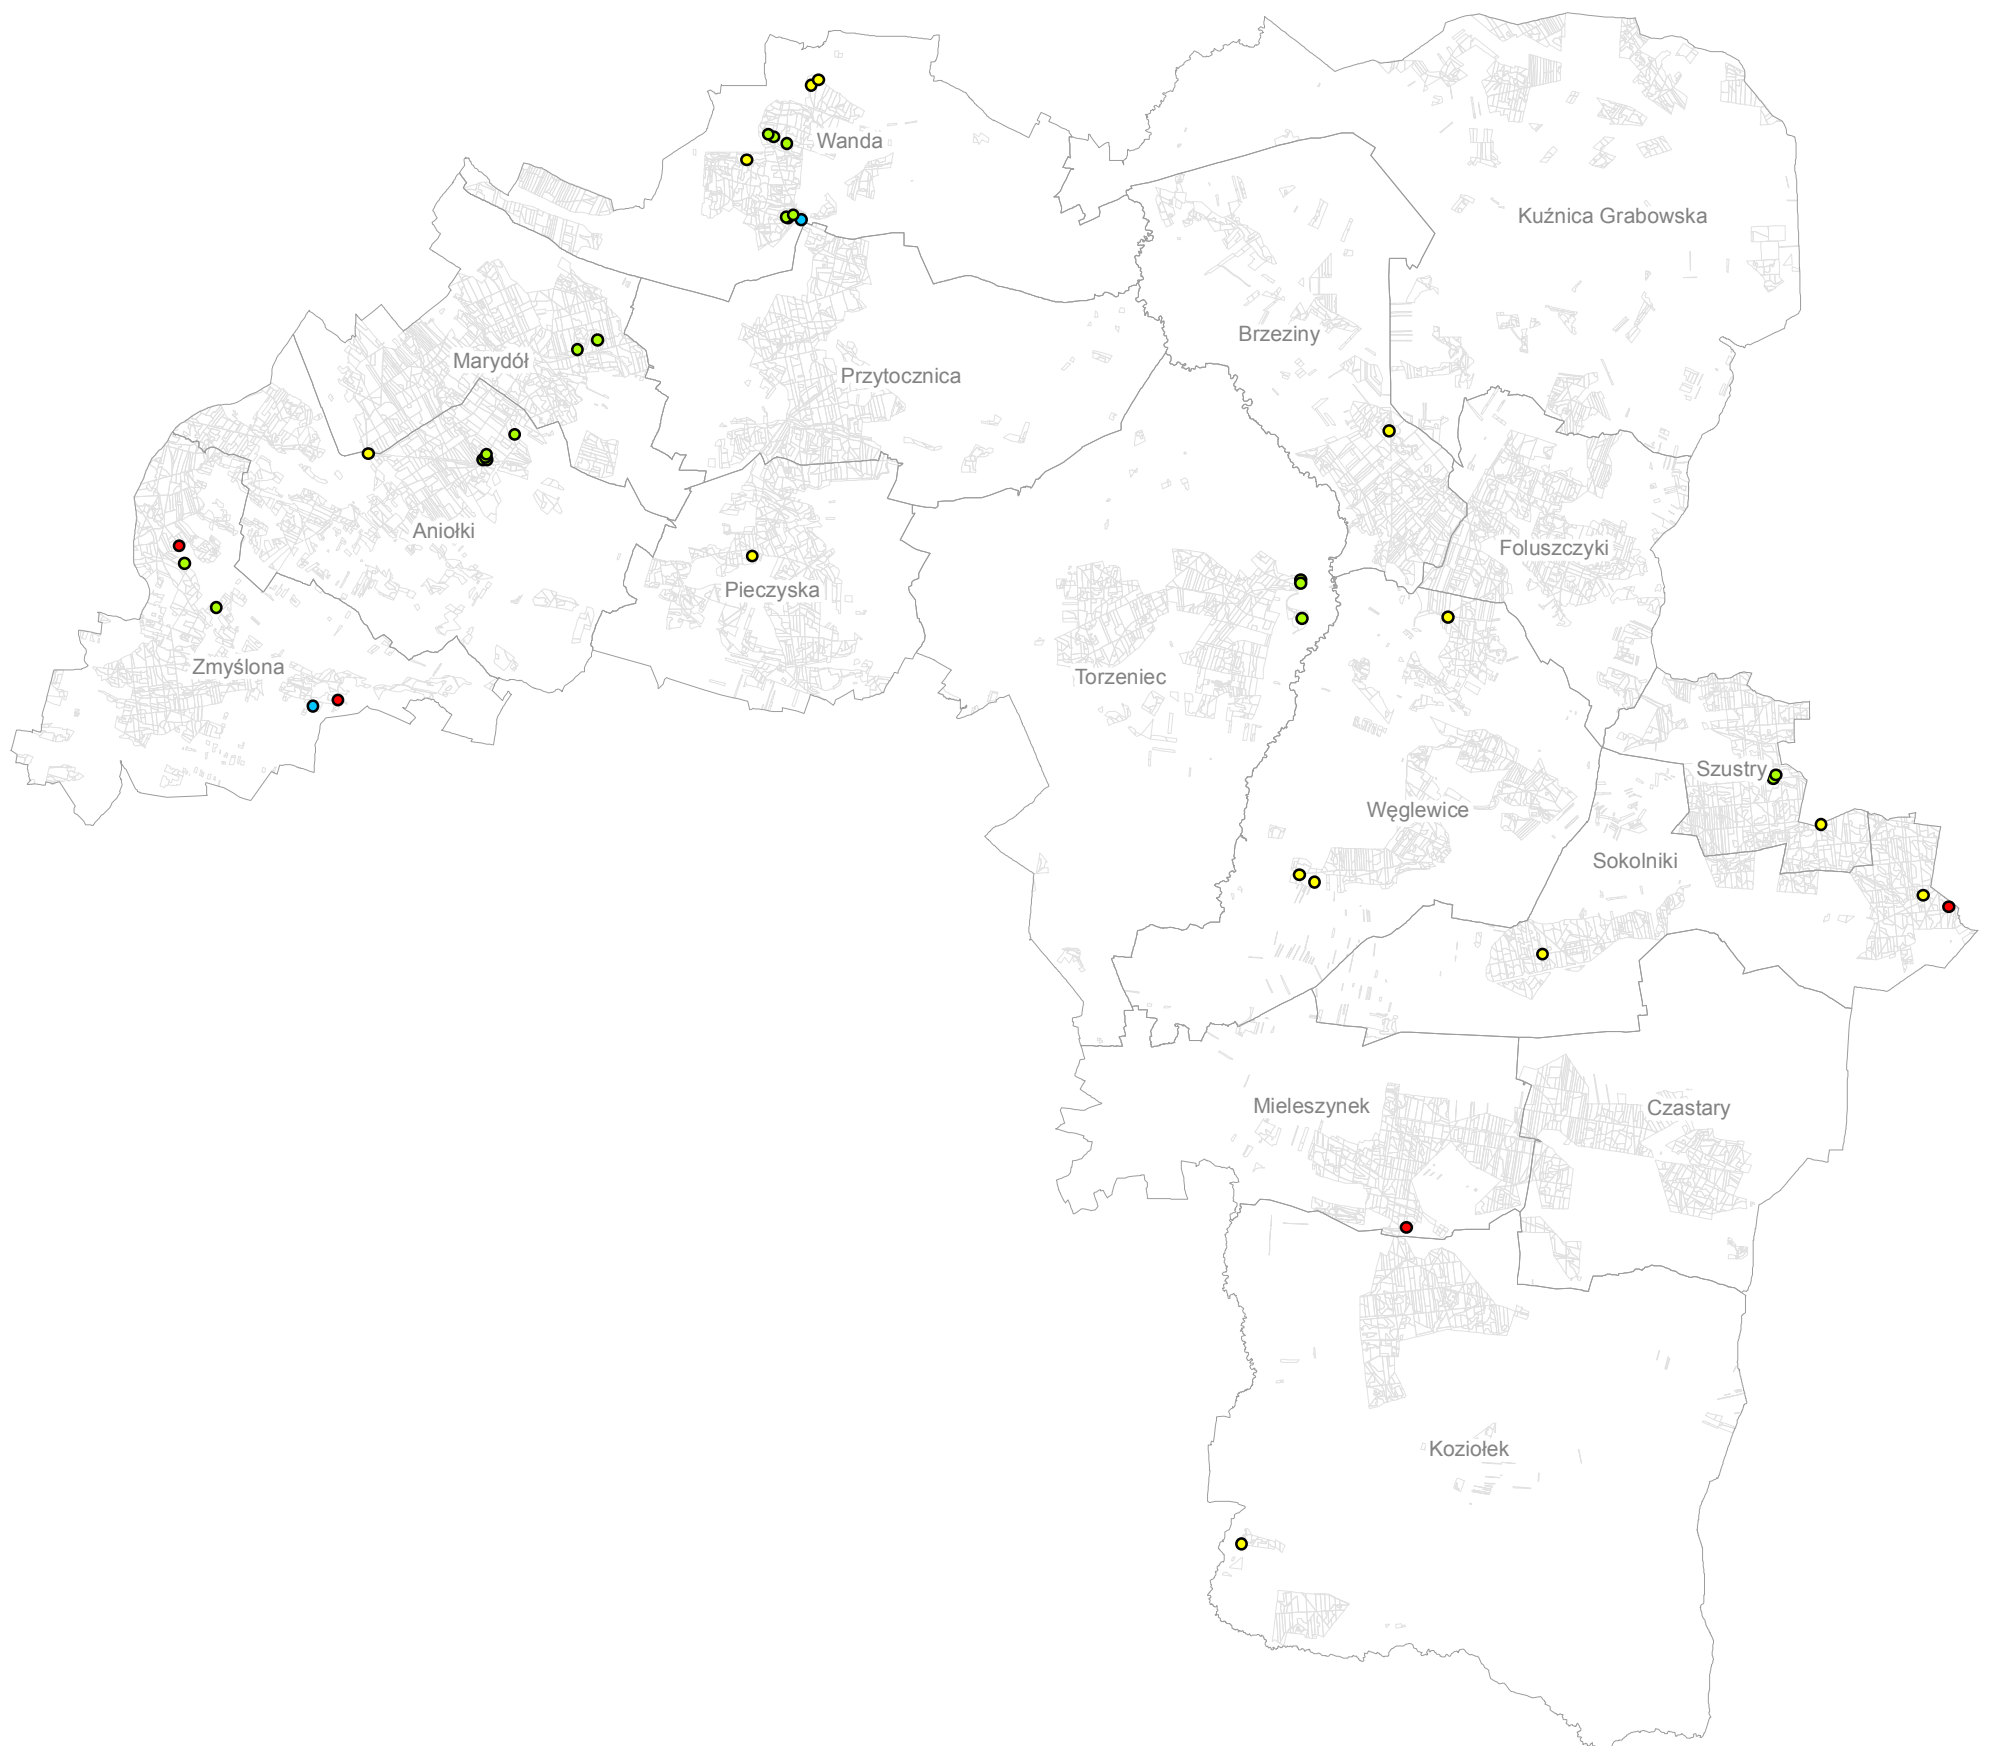 Wanda
Kuźnica Grabowska
Brzeziny
Marydół
Przytocznica
Aniołki
Foluszczyki
Pieczyska
Zmyślona
Torzeniec
Szustry
Węglewice
Sokolniki
Mieleszynek
Czastary
Koziołek